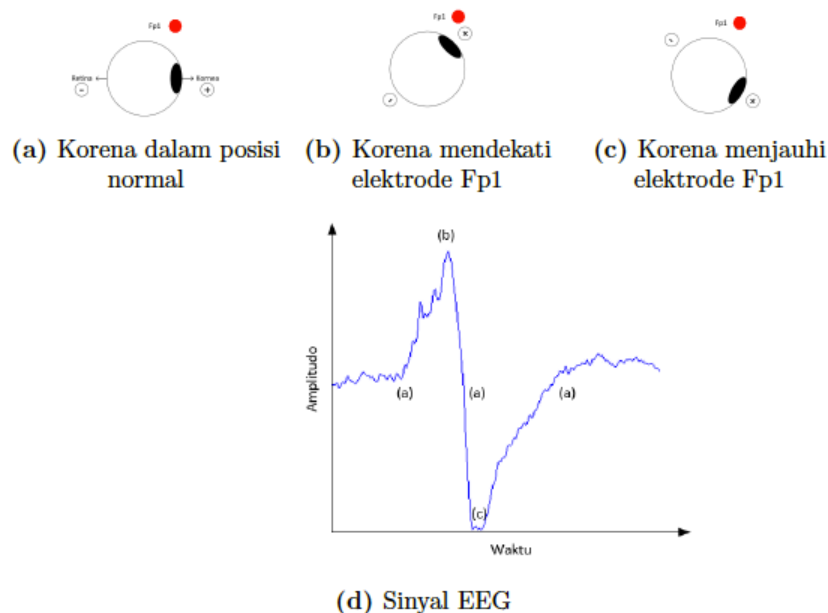 Fp1
Retina
Kornea
-
+
(a) Korena dalam posisi
normal
Fp1
(b) Korena mendekati
elektrode Fp1
Fp1
(c) Korena menjauhi
elektrode Fp1
(b)
Amplitudo
(a)
(a)
(a)
(c)
Waktu
(d) Sinyal EEG